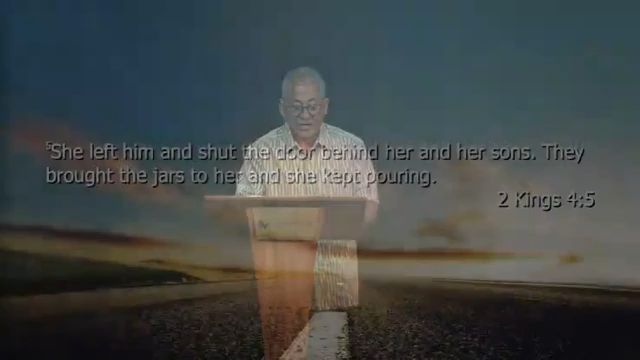 ⁵She left him and shut the door behind her and her sons. They
brought the jars to her and she kept pouring.
2 Kings 4:5